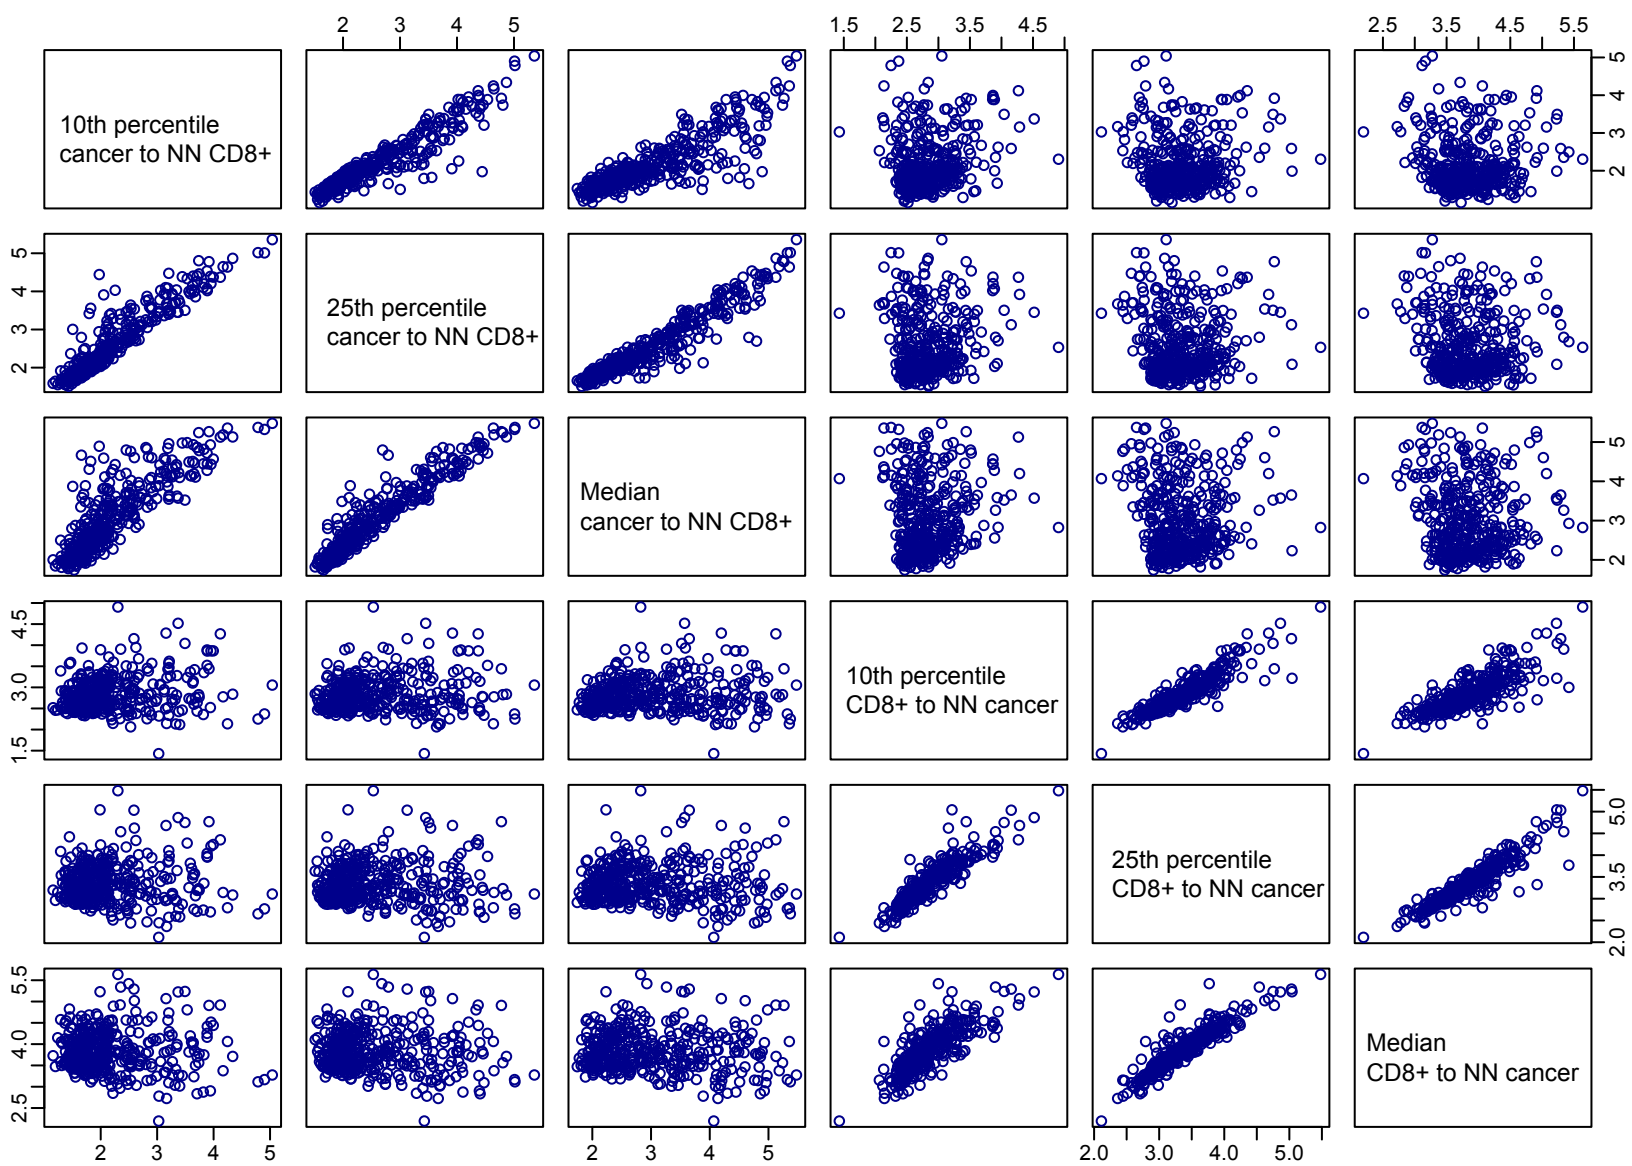 2 3 4 5
1.5 2.5 3.5 4.5
2.5 3.5 4.5 5.5
10th percentile
cancer to NN CD8+
2 3 4 5
2 3 4 5
25th percentile
cancer to NN CD8+
Median
cancer to NN CD8+
2 3 4 5
1.5 3.0 4.5
10th percentile
CD8+ to NN cancer
25th percentile
CD8+ to NN cancer
2.0 3.5 5.0
2.5 4.0 5.5
Median
CD8+ to NN cancer
2 3 4 5
2 3 4 5
2.0 3.0 4.0 5.0